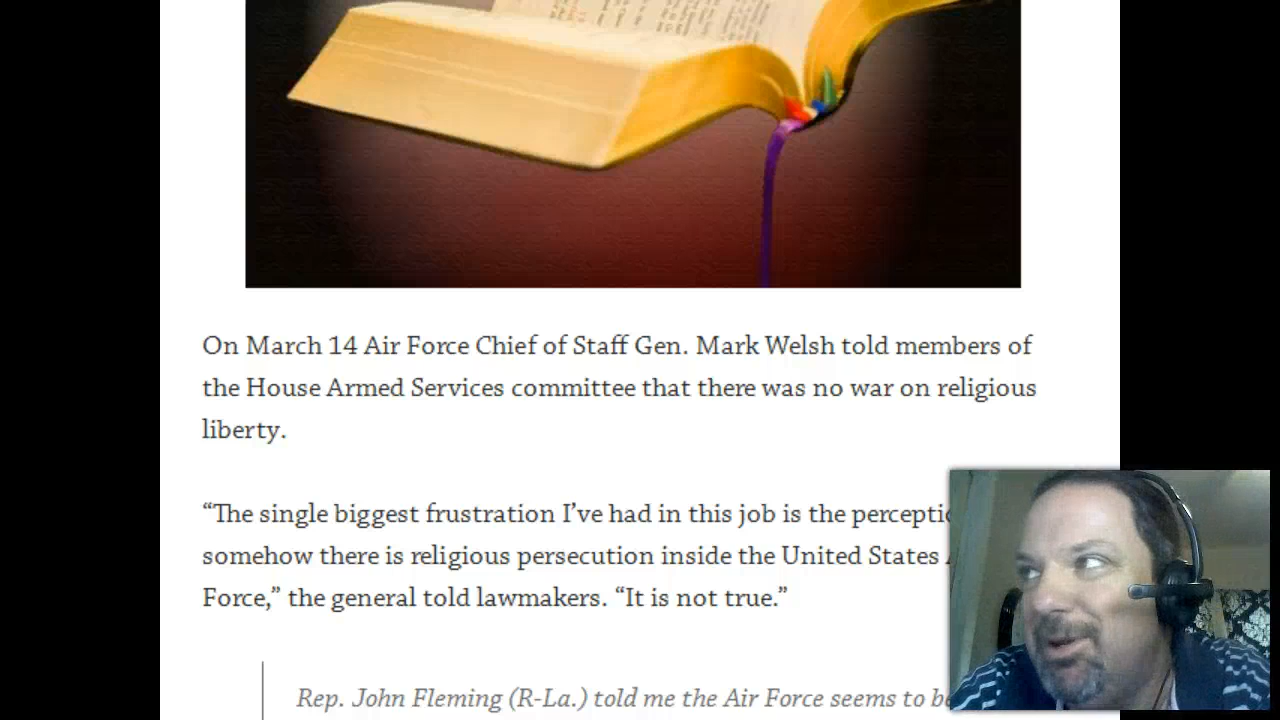 On March 14 Air Force Chief of Staff Gen. Mark Welsh told members of
the House Armed Services committee that there was no war on religious
liberty.
“The single biggest frustration I’ve had in this job is the
somehow there is religious persecution inside the United States
Force,” the general told lawmakers. “It is not true.”
Rep. John Fleming (R-La.) told me the Air Force seems to